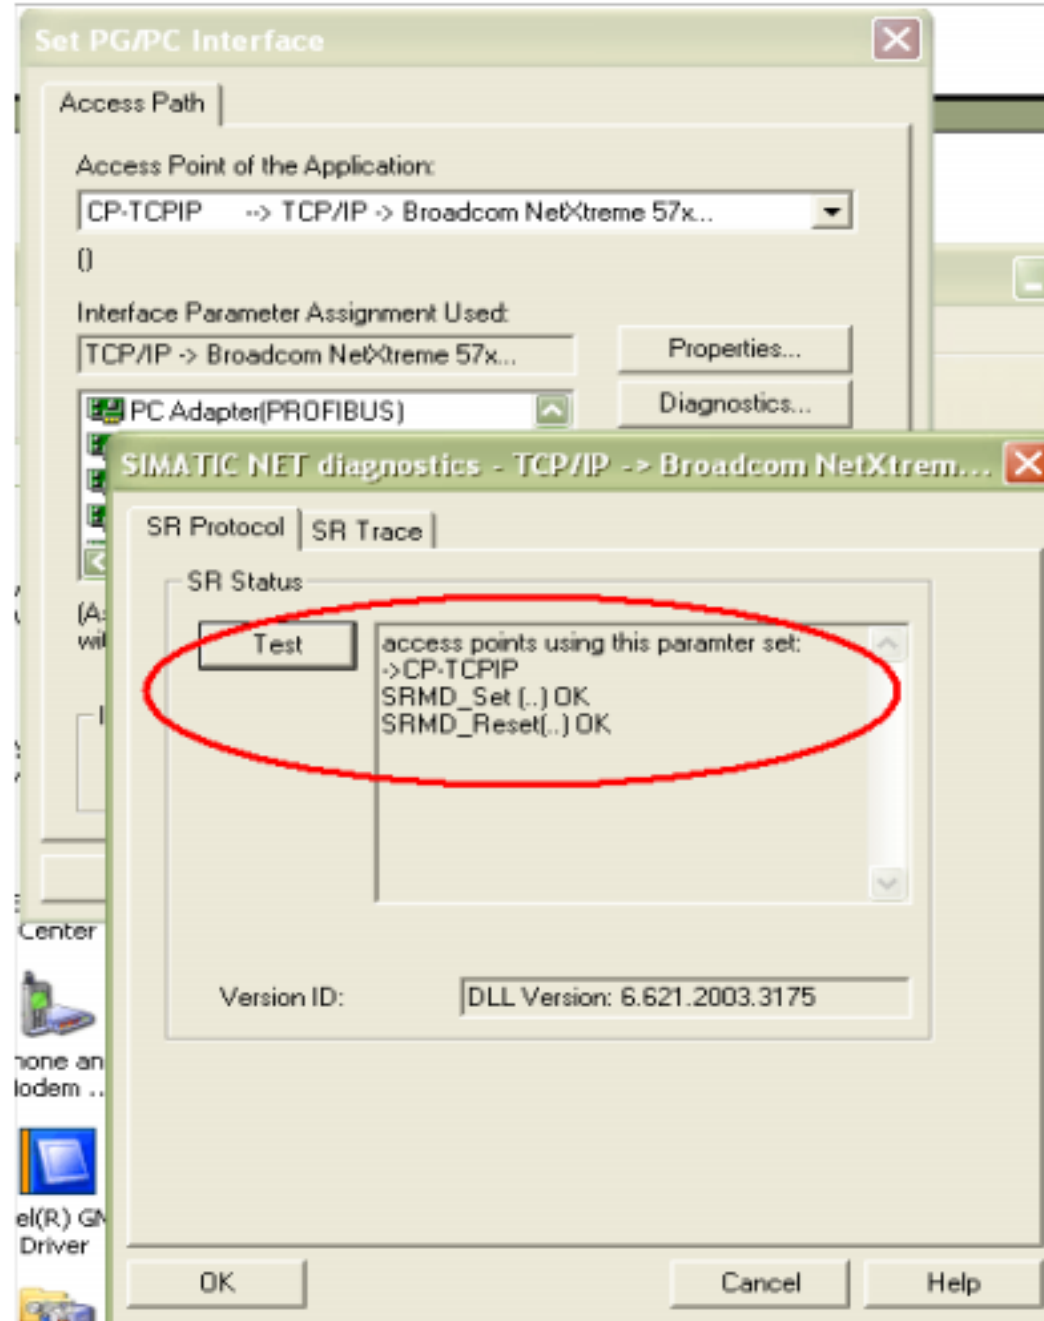 Set PG/PC Interface
Access Path
Access Point of the Application:
CP-TCPIP --> TCP/IP -> Broadcom NetXtreme 57x...
()
Interface Parameter Assignment Used:
TCP/IP -> Broadcom NetXtreme 57x...
Properties...
PC Adapter(PROFIBUS)
Diagnostics...
SIMATIC NET diagnostics - TCP/IP -> Broadcom NetXtrem...
SR Protocol
SR Trace
SR Status
Test
access points using this paramter set:
->CP-TCPIP
SRMD_Set (..) OK
SRMD_Reset(..) OK
Version ID:
DLL Version: 6.621.2003.3175
Center
OK
Cancel
Help
Driver